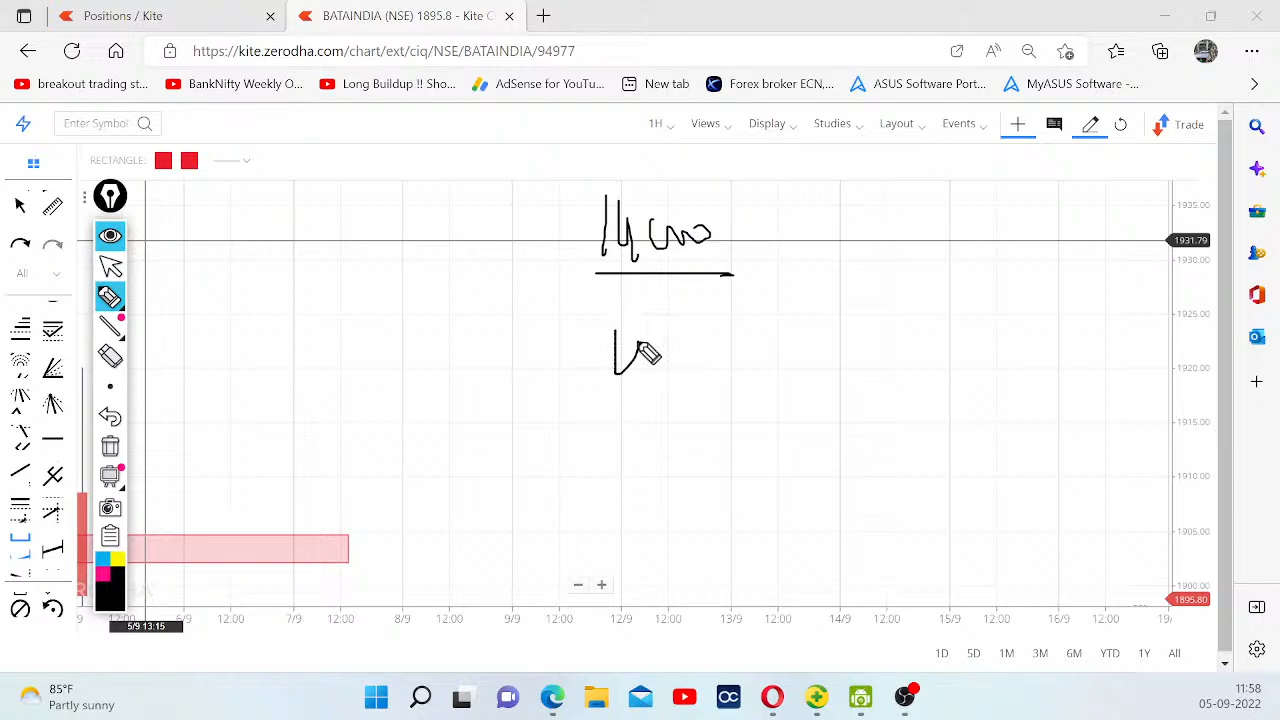 Positions / Kite
BATAINDIA (NSE) 1895.8 - Kite C
https://kite.zerodha.com/chart/ext/ciq/NSE/BATAINDIA/94977
breakout trading st...
BankNifty Weekly O...
Long Buildup !! Sho...
AdSense for YouTu...
New tab
Forex broker ECN,...
ASUS Software Port...
MyASUS Software -...
Enter Symbol
1H
Views
Display
Studies
Layout
Events
Trade
RECTANGLE:
All
1935.00
1931.79
1930.00
1925.00
1920.00
1915.00
1910.00
1905.00
1900.00
1895.80
12:00 6/9 12:00 7/9 12:00 8/9 12:00 9/9 12:00 12/9 12:00 13/9 12:00 14/9 12:00 15/9 12:00 16/9 12:00 19/
5/9 13:15
1D 5D 1M 3M 6M YTD 1Y All
85°F
Partly sunny
11:58
05-09-2022